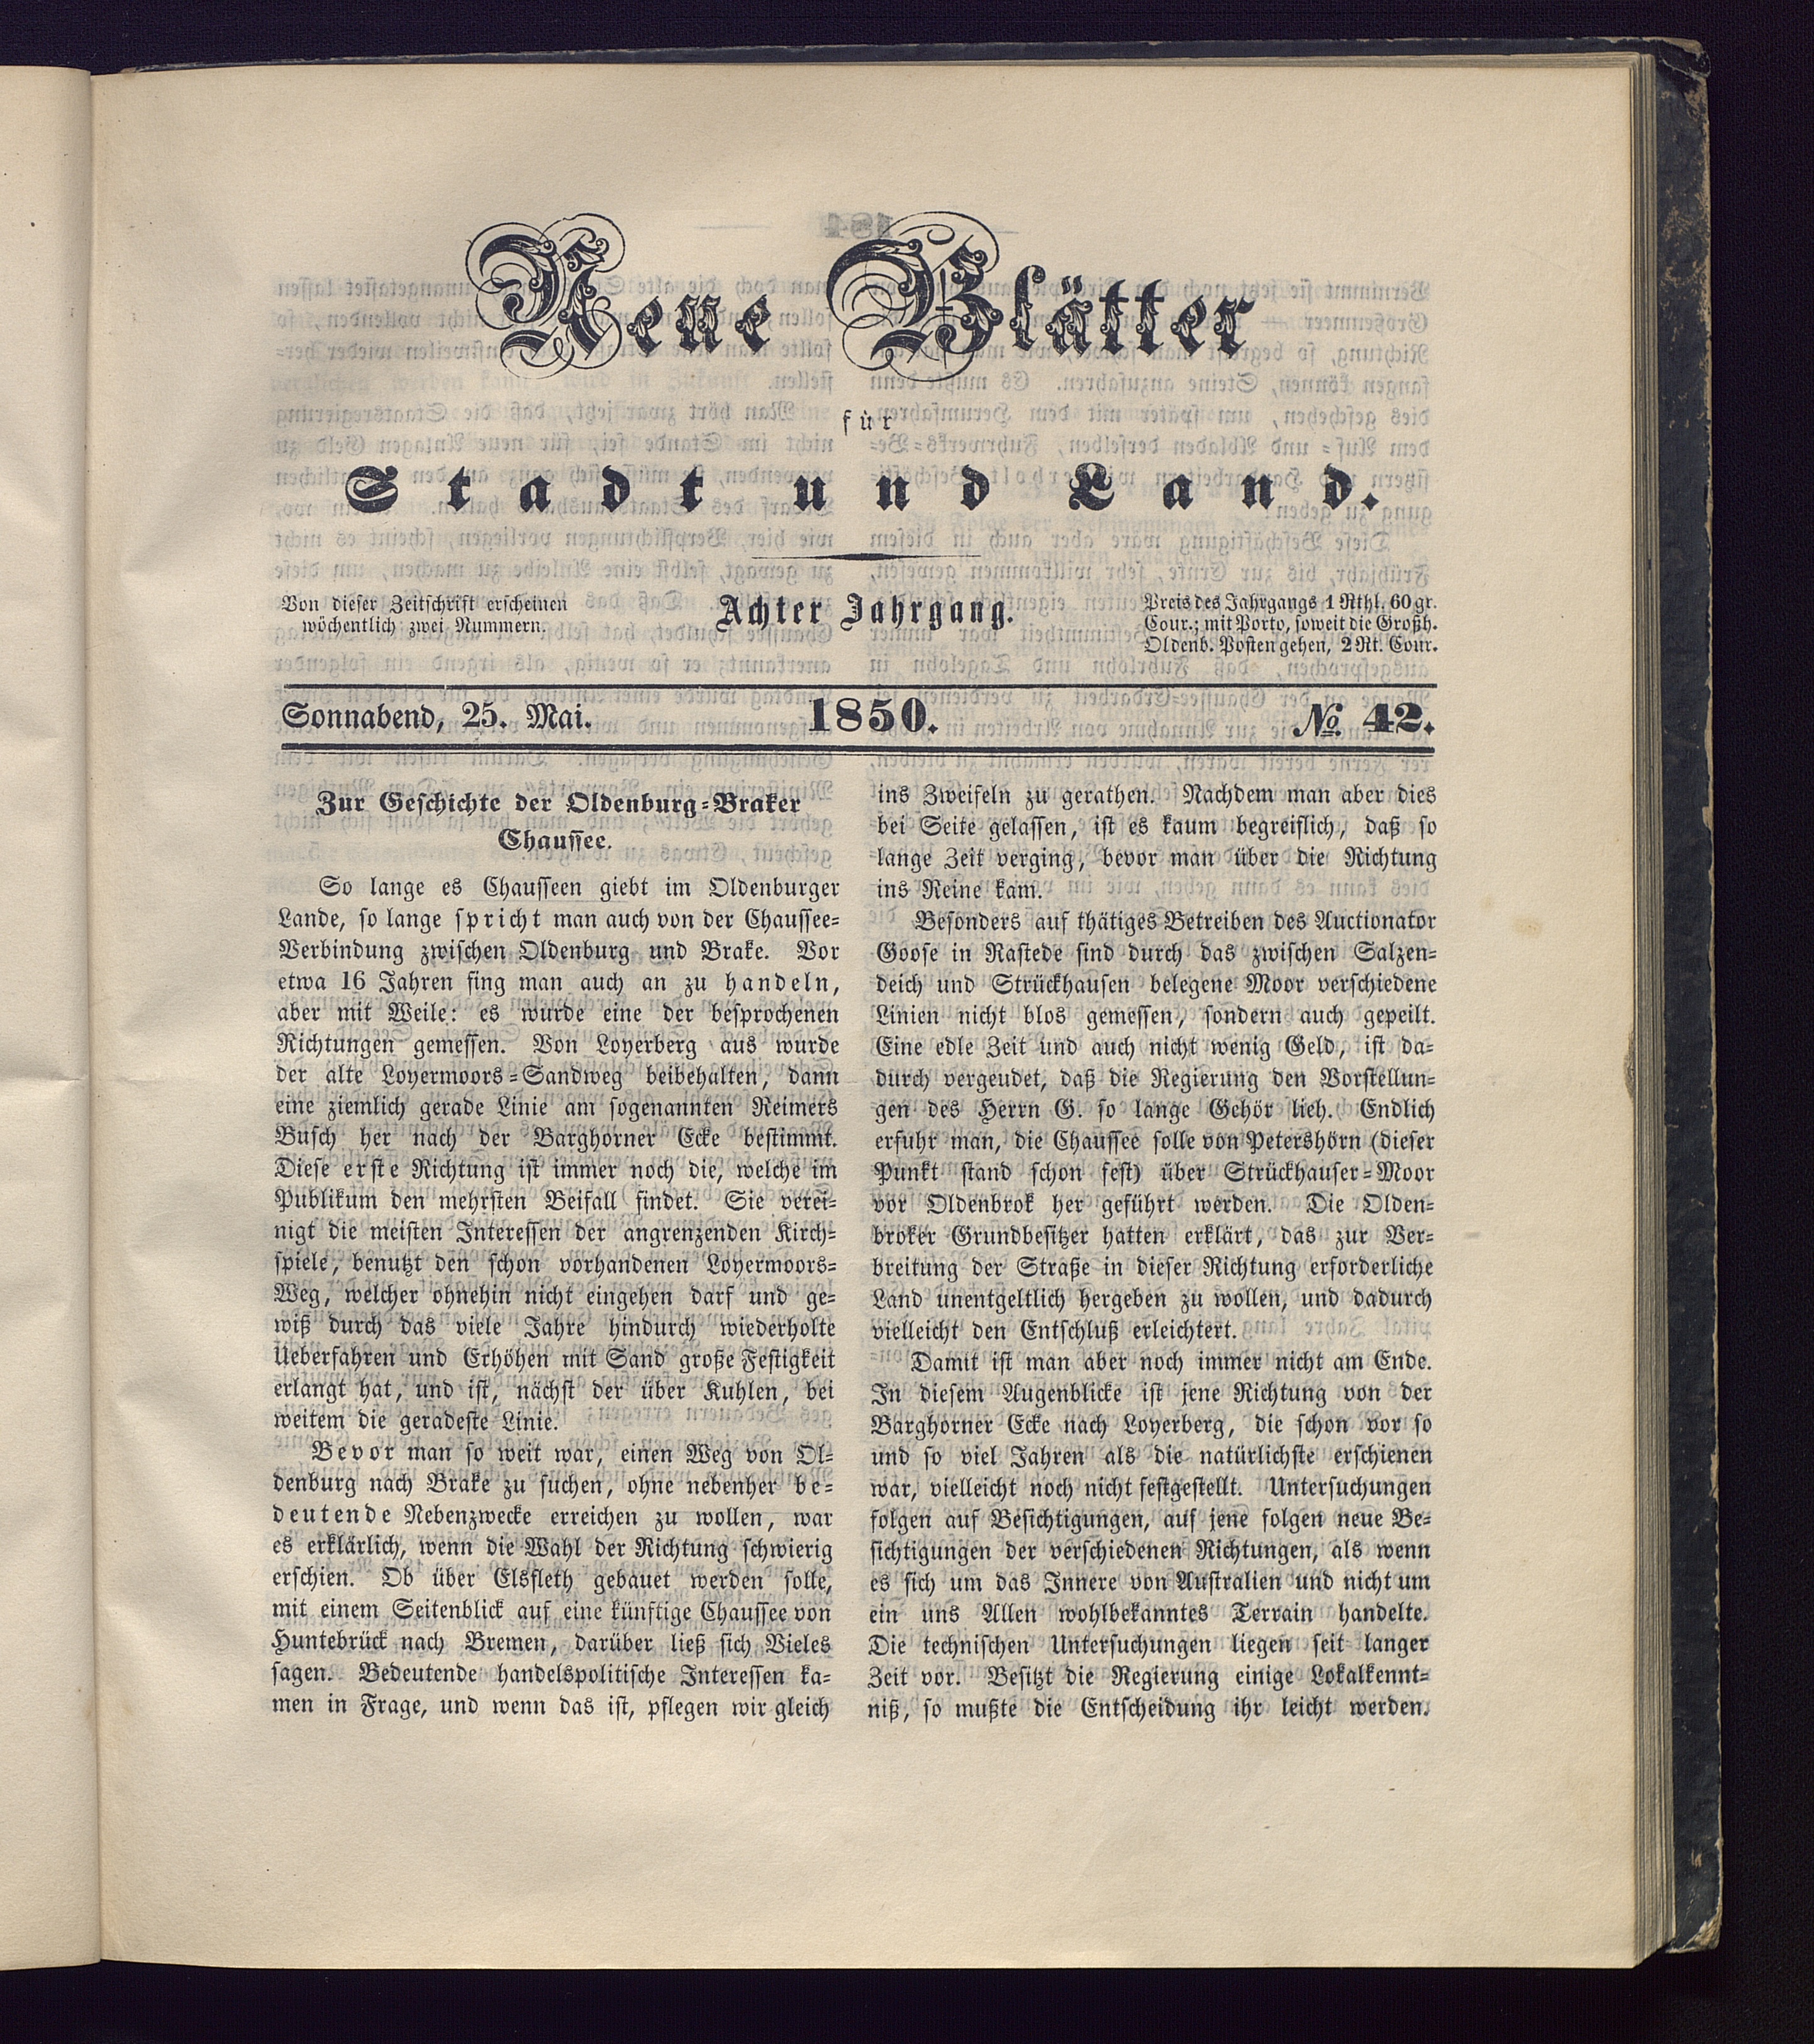 Neue Blätter
für
Stadt und Land.
Von dieser Zeitschrift erscheinen
wöchentlich zwei Nummern.
Achter Jahrgang.
Preis des Jahrgangs 1 Rthl. 60 gr.
Cour.; mit Porto, soweit die Großh.
Oldenb. Posten gehen, 2 Rt. Cour.
Sonnabend, 25. Mai.
1850.
№ 42.
Zur Geschichte der Oldenburg-Braker
Chaussee.
So lange es Chausseen giebt im Oldenburger
Lande, so lange spricht man auch von der Chaussee-
Verbindung zwischen Oldenburg und Brake. Vor
etwa 16 Jahren fing man auch an zu handeln,
aber mit Weile: es wurde eine der besprochenen
Richtungen gemessen. Von Loyerberg aus wurde
der alte Loyermoors-Sandweg beibehalten, dann
eine ziemlich gerade Linie am sogenannten Reimers
Busch her nach der Barghorner Ecke bestimmt.
Diese erste Richtung ist immer noch die, welche im
Publikum den mehrsten Beifall findet. Sie verei-
nigt die meisten Interessen der angrenzenden Kirch-
spiele, benutzt den schon vorhandenen Loyermoors-
Weg, welcher ohnehin nicht eingehen darf und ge-
wiß durch das viele Jahre hindurch wiederholte
Ueberfahren und Erhöhen mit Sand große Festigkeit
erlangt hat, und ist, nächst der über Kuhlen, bei
weitem die geradeste Linie.
Bevor man so weit war, einen Weg von Ol-
denburg nach Brake zu suchen, ohne nebenher be-
deutende Nebenzwecke erreichen zu wollen, war
es erklärlich, wenn die Wahl der Richtung schwierig
erschien. Ob über Elsfleth gebauet werden solle,
mit einem Seitenblick auf eine künftige Chaussee von
Huntebrück nach Bremen, darüber ließ sich Vieles
sagen. Bedeutende handelspolitische Interessen ka-
men in Frage, und wenn das ist, pflegen wir gleich
ins Zweifeln zu gerathen. Nachdem man aber dies
bei Seite gelassen, ist es kaum begreiflich, daß so
lange Zeit verging, bevor man über die Richtung
ins Reine kam.
Besonders auf thätiges Betreiben des Auctionator
Goose in Rastede sind durch das zwischen Salzen-
deich und Strückhausen belegene Moor verschiedene
Linien nicht blos gemessen, sondern auch gepeilt.
Eine edle Zeit und auch nicht wenig Geld, ist da-
durch vergeudet, daß die Regierung den Vorstellun-
gen des Herrn G. so lange Gehör lieh. Endlich
erfuhr man, die Chaussee solle von Petershörn (dieser
Punkt stand schon fest) über Strückhauser-Moor
vor Oldenbrok her geführt werden. Die Olden-
broker Grundbesitzer hatten erklärt, das zur Ver-
breitung der Straße in dieser Richtung erforderliche
Land unentgeltlich hergeben zu wollen, und dadurch
vielleicht den Entschluß erleichtert.
Damit ist man aber noch immer nicht am Ende.
In diesem Augenblicke ist jene Richtung von der
Barghorner Ecke nach Loyerberg, die schon vor so
und so viel Jahren als die natürlichste erschienen
war, vielleicht noch nicht festgestellt. Untersuchungen
folgen auf Besichtigungen, auf jene folgen neue Be-
sichtigungen der verschiedenen Richtungen, als wenn
es sich um das Innere von Australien und nicht um
ein uns Allen wohlbekanntes Terrain handelte.
Die technischen Untersuchungen liegen seit langer
Zeit vor. Besitzt die Regierung einige Lokalkennt-
niß, so mußte die Entscheidung ihr leicht werden.